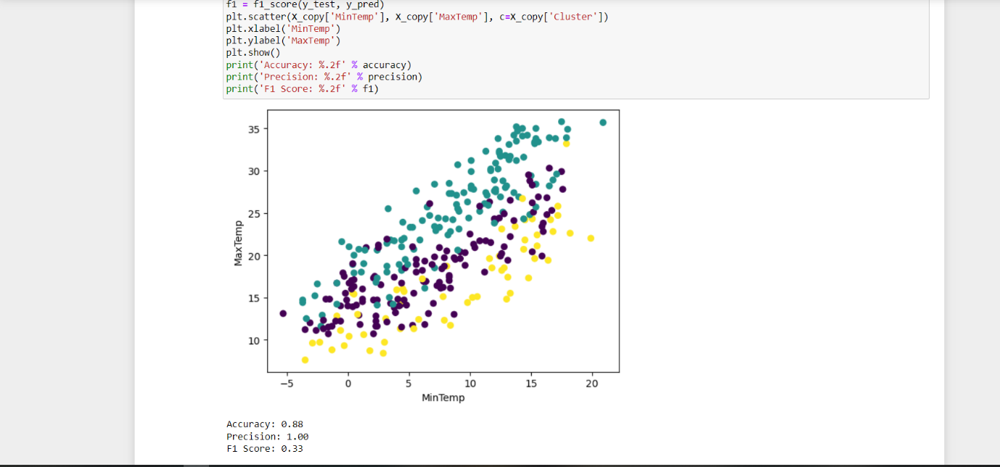 f1 = f1_score(y_test, y_pred)
plt.scatter(X_copy['MinTemp'], X_copy['MaxTemp'], c=X_copy['Cluster'])
plt.xlabel('MinTemp')
plt.ylabel('MaxTemp')
plt.show()
print('Accuracy: %.2f' % accuracy)
print('Precision: %.2f' % precision)
print('F1 Score: %.2f' % f1)
35
30
25
20
15
10
MaxTemp
−5 0 5 10 15 20
MinTemp
Accuracy: 0.88
Precision: 1.00
F1 Score: 0.33